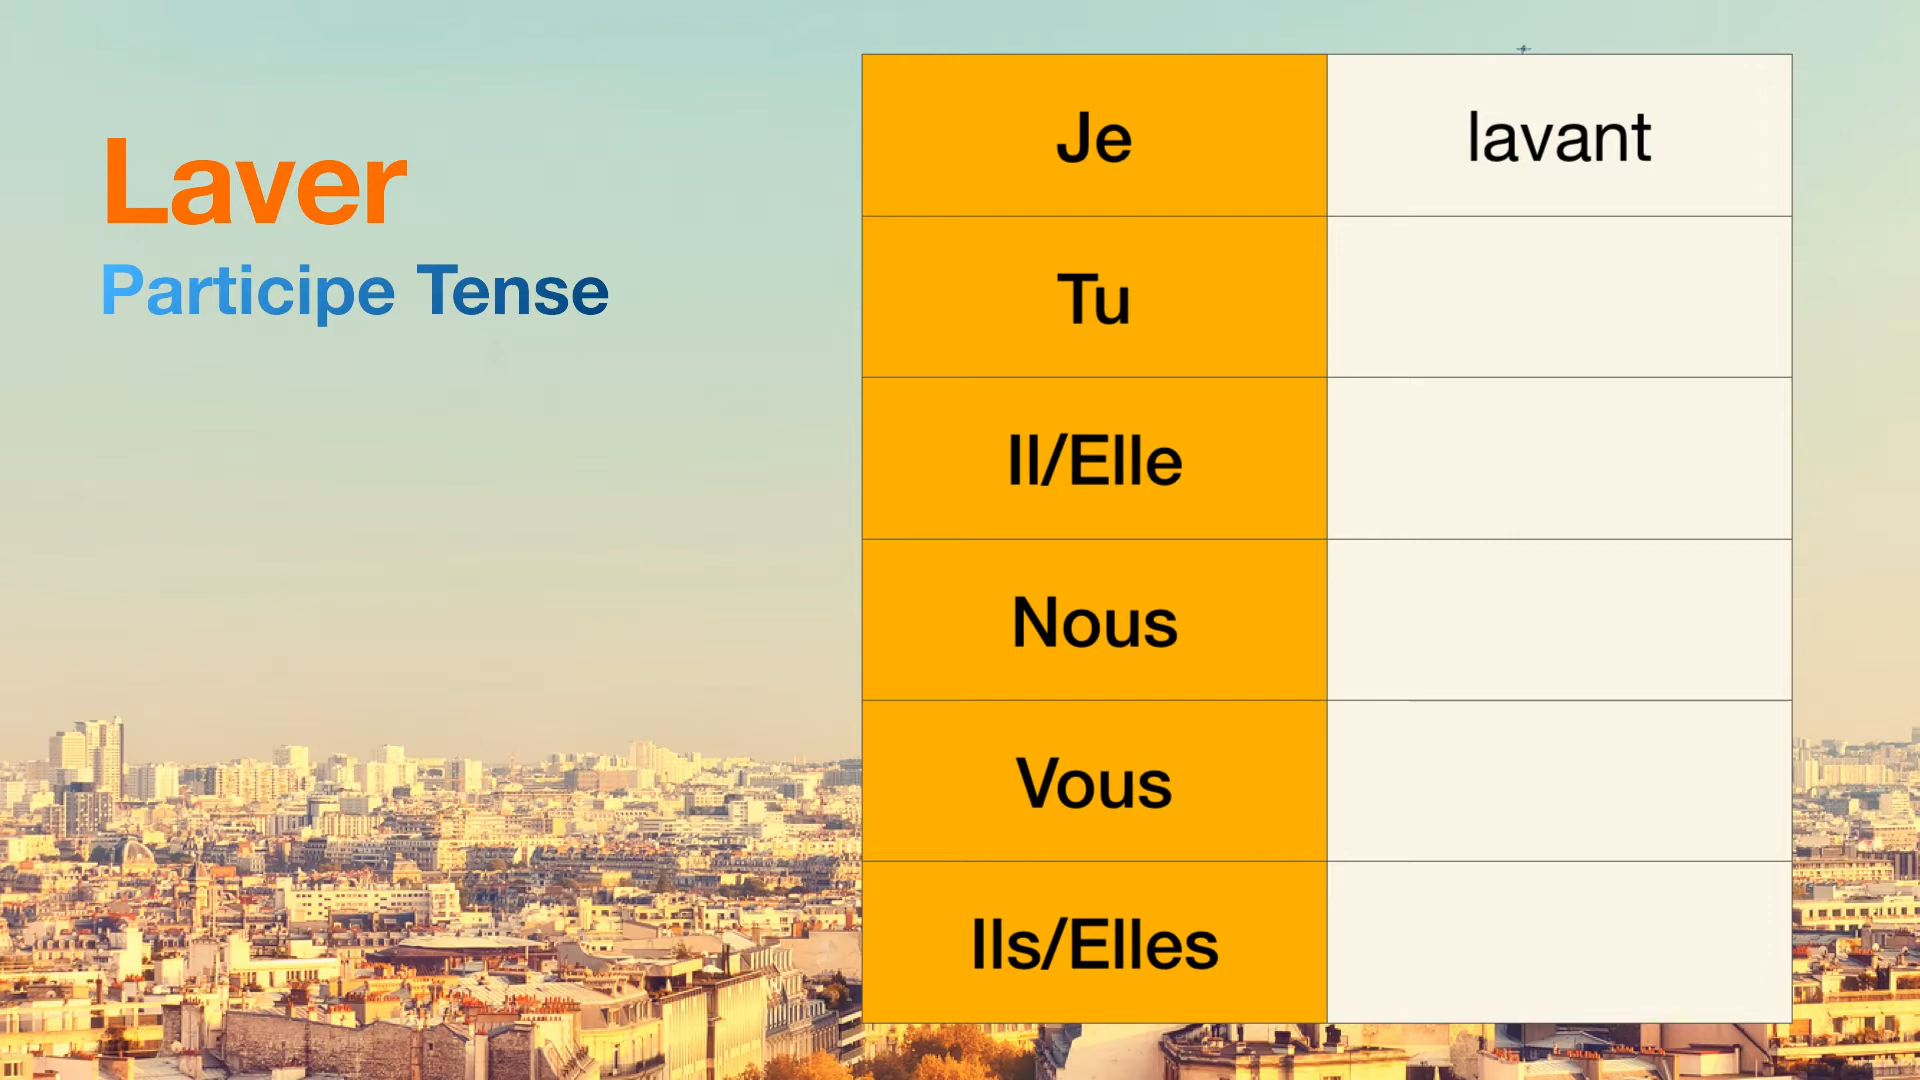 Laver
Participe Tense
Je lavant
Tu
Il/Elle
Nous
Vous
Ils/Elles